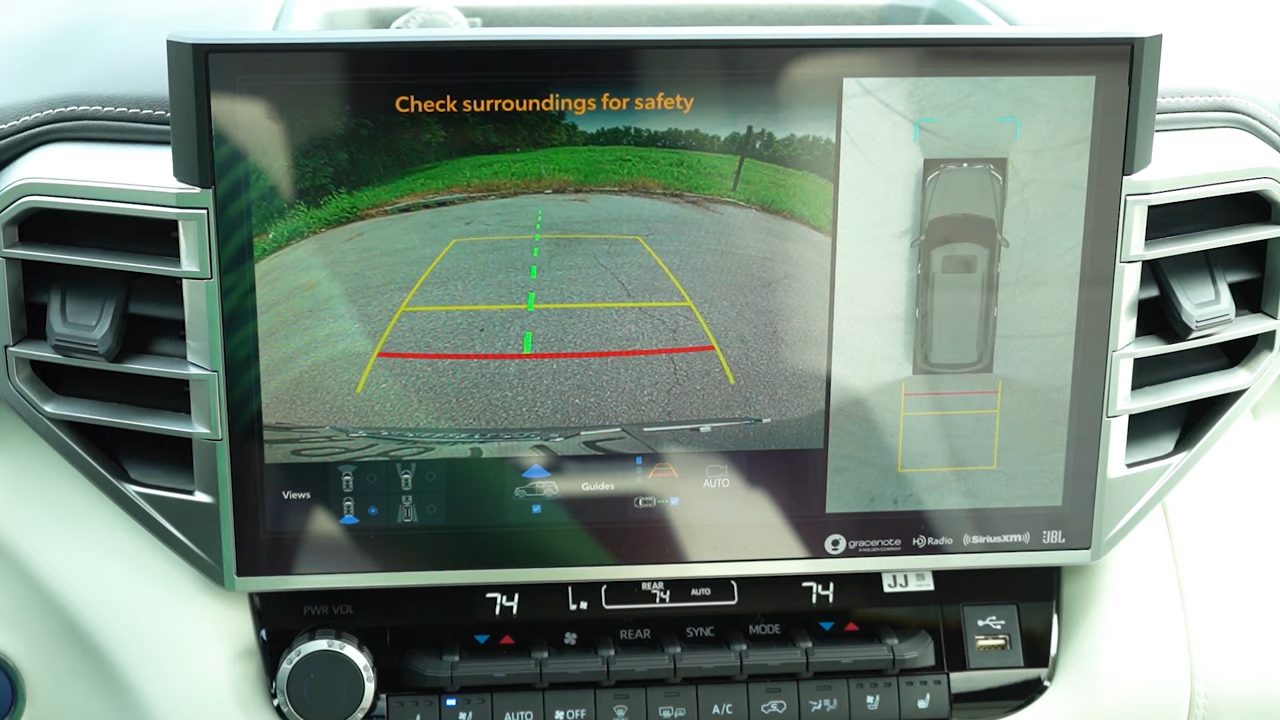 Check surroundings for safety
Views
Guides
AUTO
gracenote
A NIELSEN COMPANY
HD Radio
((SiriusXM))
JBL
PWR VOL
74
REAR
74
AUTO
74
JJ
REAR
SYNC
MODE
AUTO
OFF
A/C